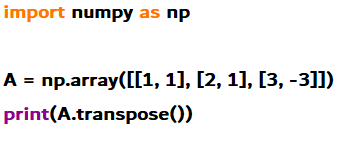 import numpy as np
A = np.array([[1, 1], [2, 1], [3, -3]])
print(A.transpose())